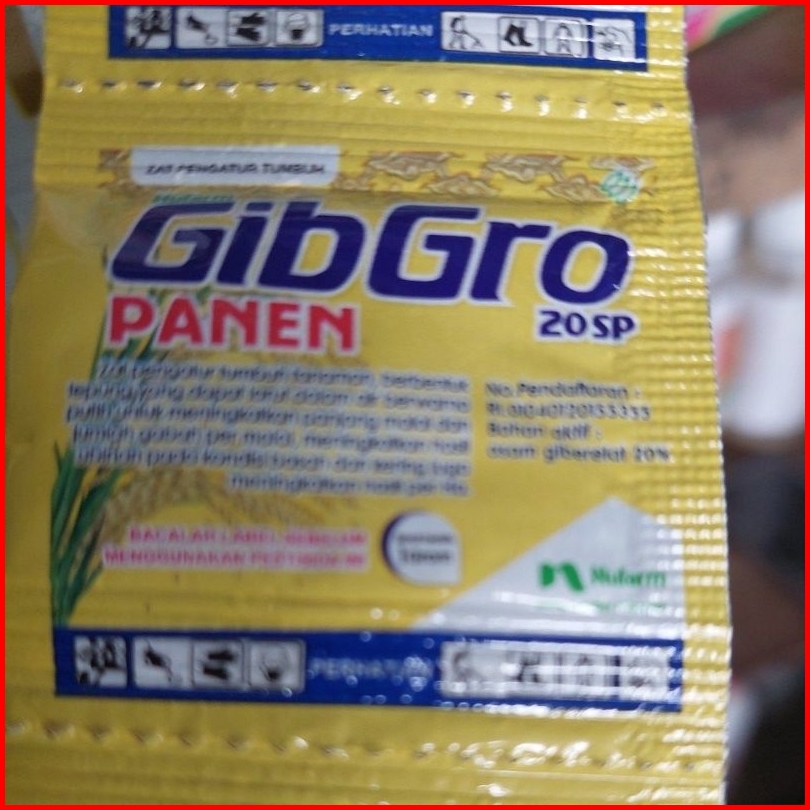 PERHATIAN
ZAT PENGATUR TUMBUH
GibGro
PANEN
20 SP
Zat pengatur tumbuh tanaman, berbentuk
tepung yang dapat larut dalam air berwarna
putih untuk meningkatkan panjang malai dan
jumlah gabah per malai, meningkatkan hasil
pada kondisi basah dan kering juga
meningkatkan hasil per Ha
No. Pendaftaran :
Bahan aktif :
asam giberelat 20%
BACALAH LABEL SEBELUM
MENGGUNAKAN PESTISIDA INI
Nufarm
PERHATIAN